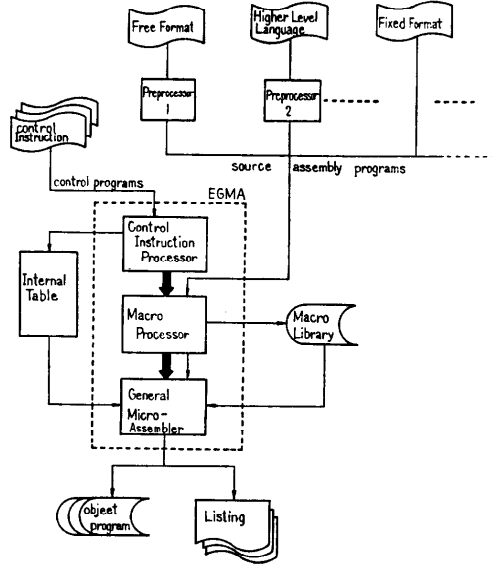 Free Format
Higher Level
Language
Fixed Format
Preprocessor
1
Preprocessor
2
control
Instruction
source assembly programs
control programs
EGMA
Control
Instruction
Processor
Internal
Table
Macro
Processor
Macro
Library
General
Micro-
Assembler
object
program
Listing